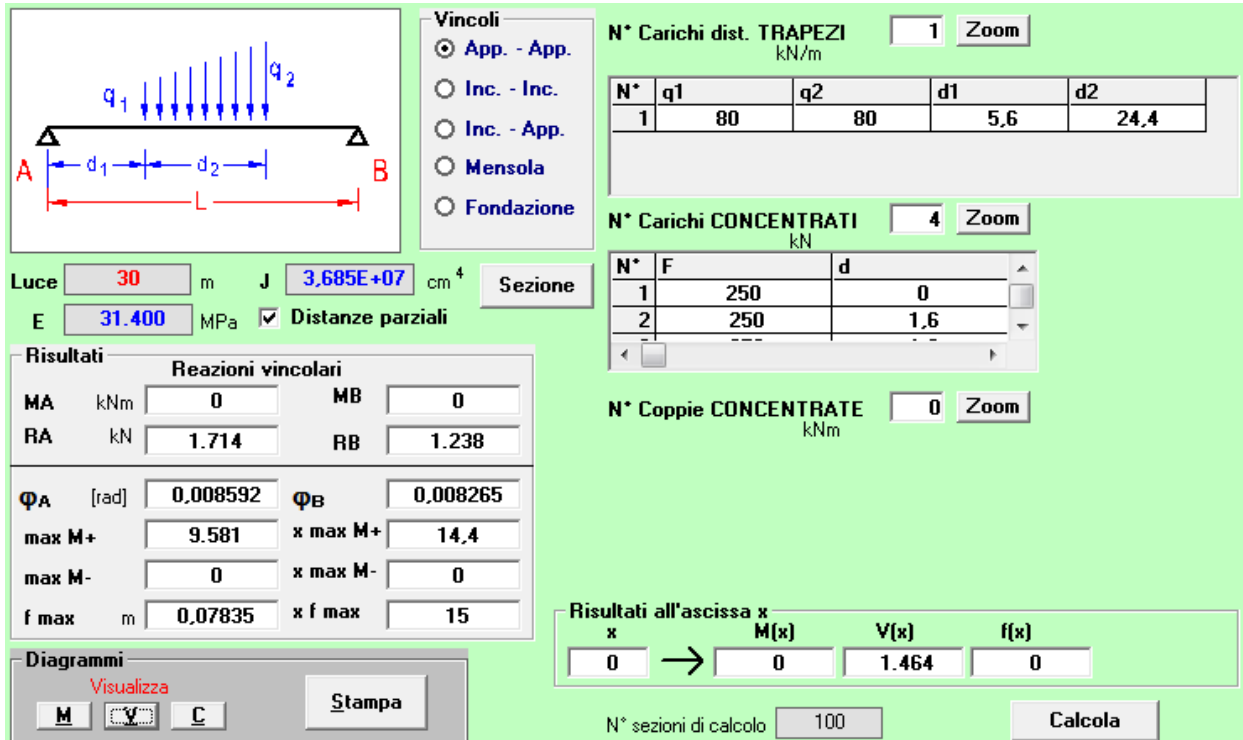 q1
q2
A
B
d1
d2
L
Vincoli
App. - App.
Inc. - Inc.
Inc. - App.
Mensola
Fondazione
N° Carichi dist. TRAPEZI 1 Zoom
kN/m
N° q1 q2 d1 d2
1 80 80 5,6 24,4
N° Carichi CONCENTRATI 4 Zoom
kN
N° F d
1 250 0
2 250 1,6
N° Coppie CONCENTRATE 0 Zoom
kNm
Luce 30 m J 3,685E+07 cm4 Sezione
E 31.400 MPa Distanze parziali
Risultati
Reazioni vincolari
MA kNm 0 MB 0
RA kN 1.714 RB 1.238
φA [rad] 0,008592 φB 0,008265
max M+ 9.581 x max M+ 14,4
max M- 0 x max M- 0
f max m 0,07835 x f max 15
Diagrammi
Visualizza
M V C Stampa
Risultati all'ascissa x
x M(x) V(x) f(x)
0 0 1.464 0
N° sezioni di calcolo 100 Calcola